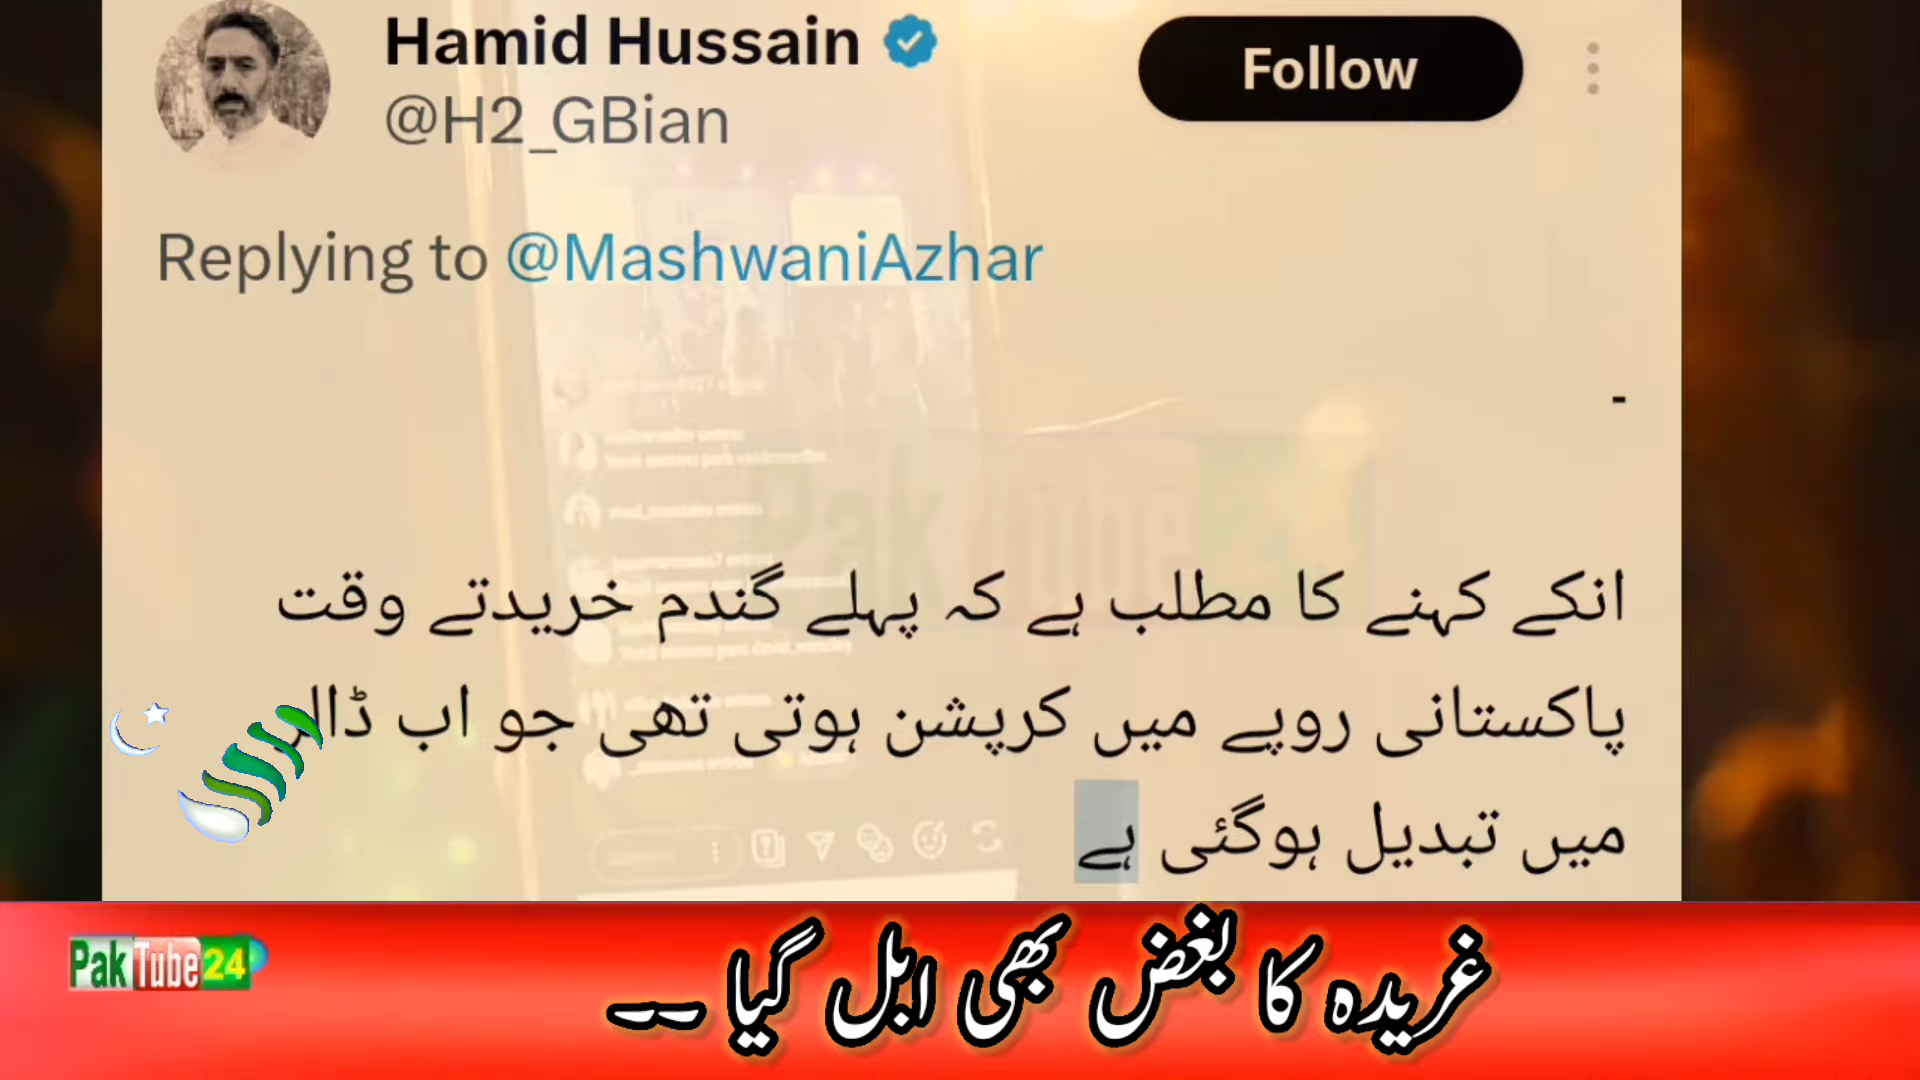 Hamid Hussain
@H2_GBian
Follow
Replying to @MashwaniAzhar
-
انکے کہنے کا مطلب ہے کہ پہلے گندم خریدتے وقت
پاکستانی روپے میں کرپشن ہوتی تھی جو اب ڈالر
میں تبدیل ہوگئی ہے
PakTube24
غریدہ کا بغض بھی ابل گیا ۔۔